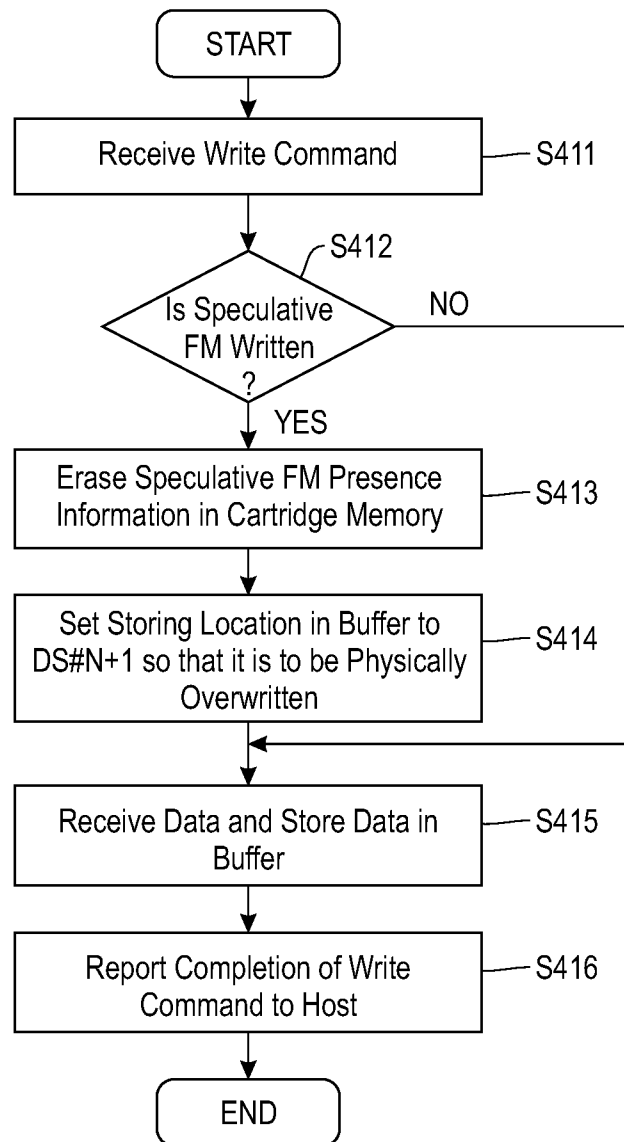 START
Receive Write Command
S411
S412
Is Speculative
FM Written
?
NO
YES
Erase Speculative FM Presence
Information in Cartridge Memory
S413
Set Storing Location in Buffer to
DS#N+1 so that it is to be Physically
Overwritten
S414
Receive Data and Store Data in
Buffer
S415
Report Completion of Write
Command to Host
S416
END